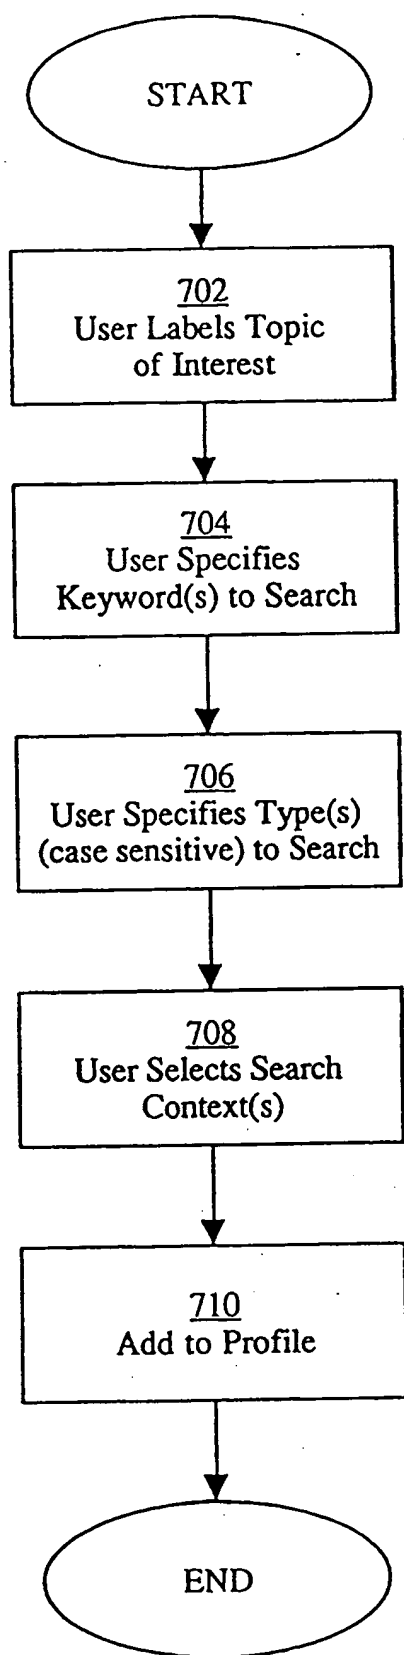 START
702
User Labels Topic
of Interest
704
User Specifies
Keyword(s) to Search
706
User Specifies Type(s)
(case sensitive) to Search
708
User Selects Search
Context(s)
710
Add to Profile
END